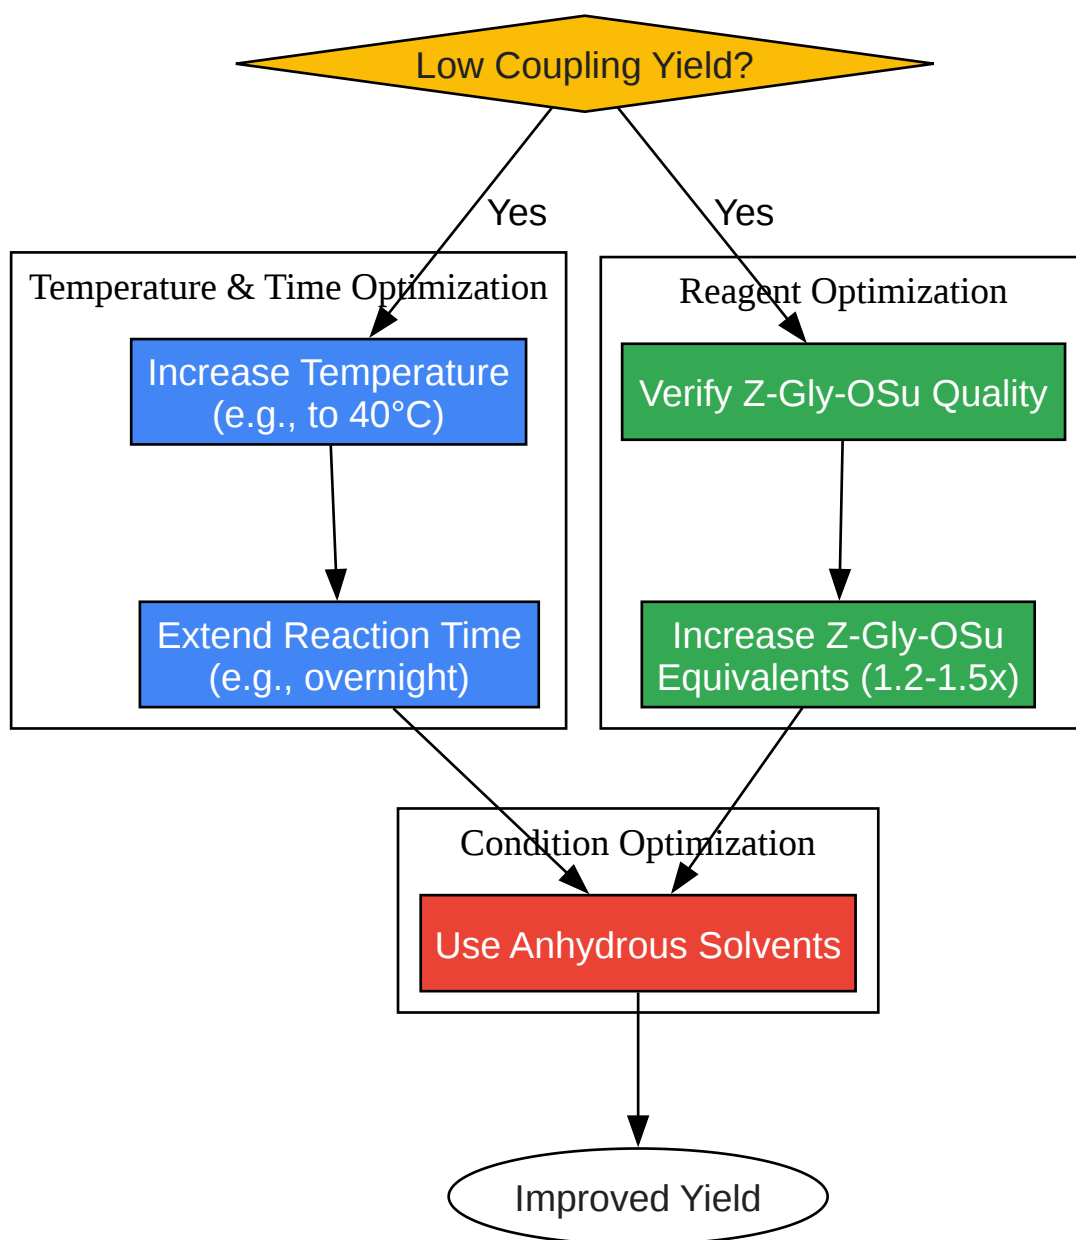 Low Coupling Yield?
Yes
Yes
Temperature & Time Optimization
Reagent Optimization
Increase Temperature
(e.g., to 40°C)
Verify Z-Gly-OSu Quality
Extend Reaction Time
(e.g., overnight)
Increase Z-Gly-OSu
Equivalents (1.2-1.5x)
Condition Optimization
Use Anhydrous Solvents
Improved Yield